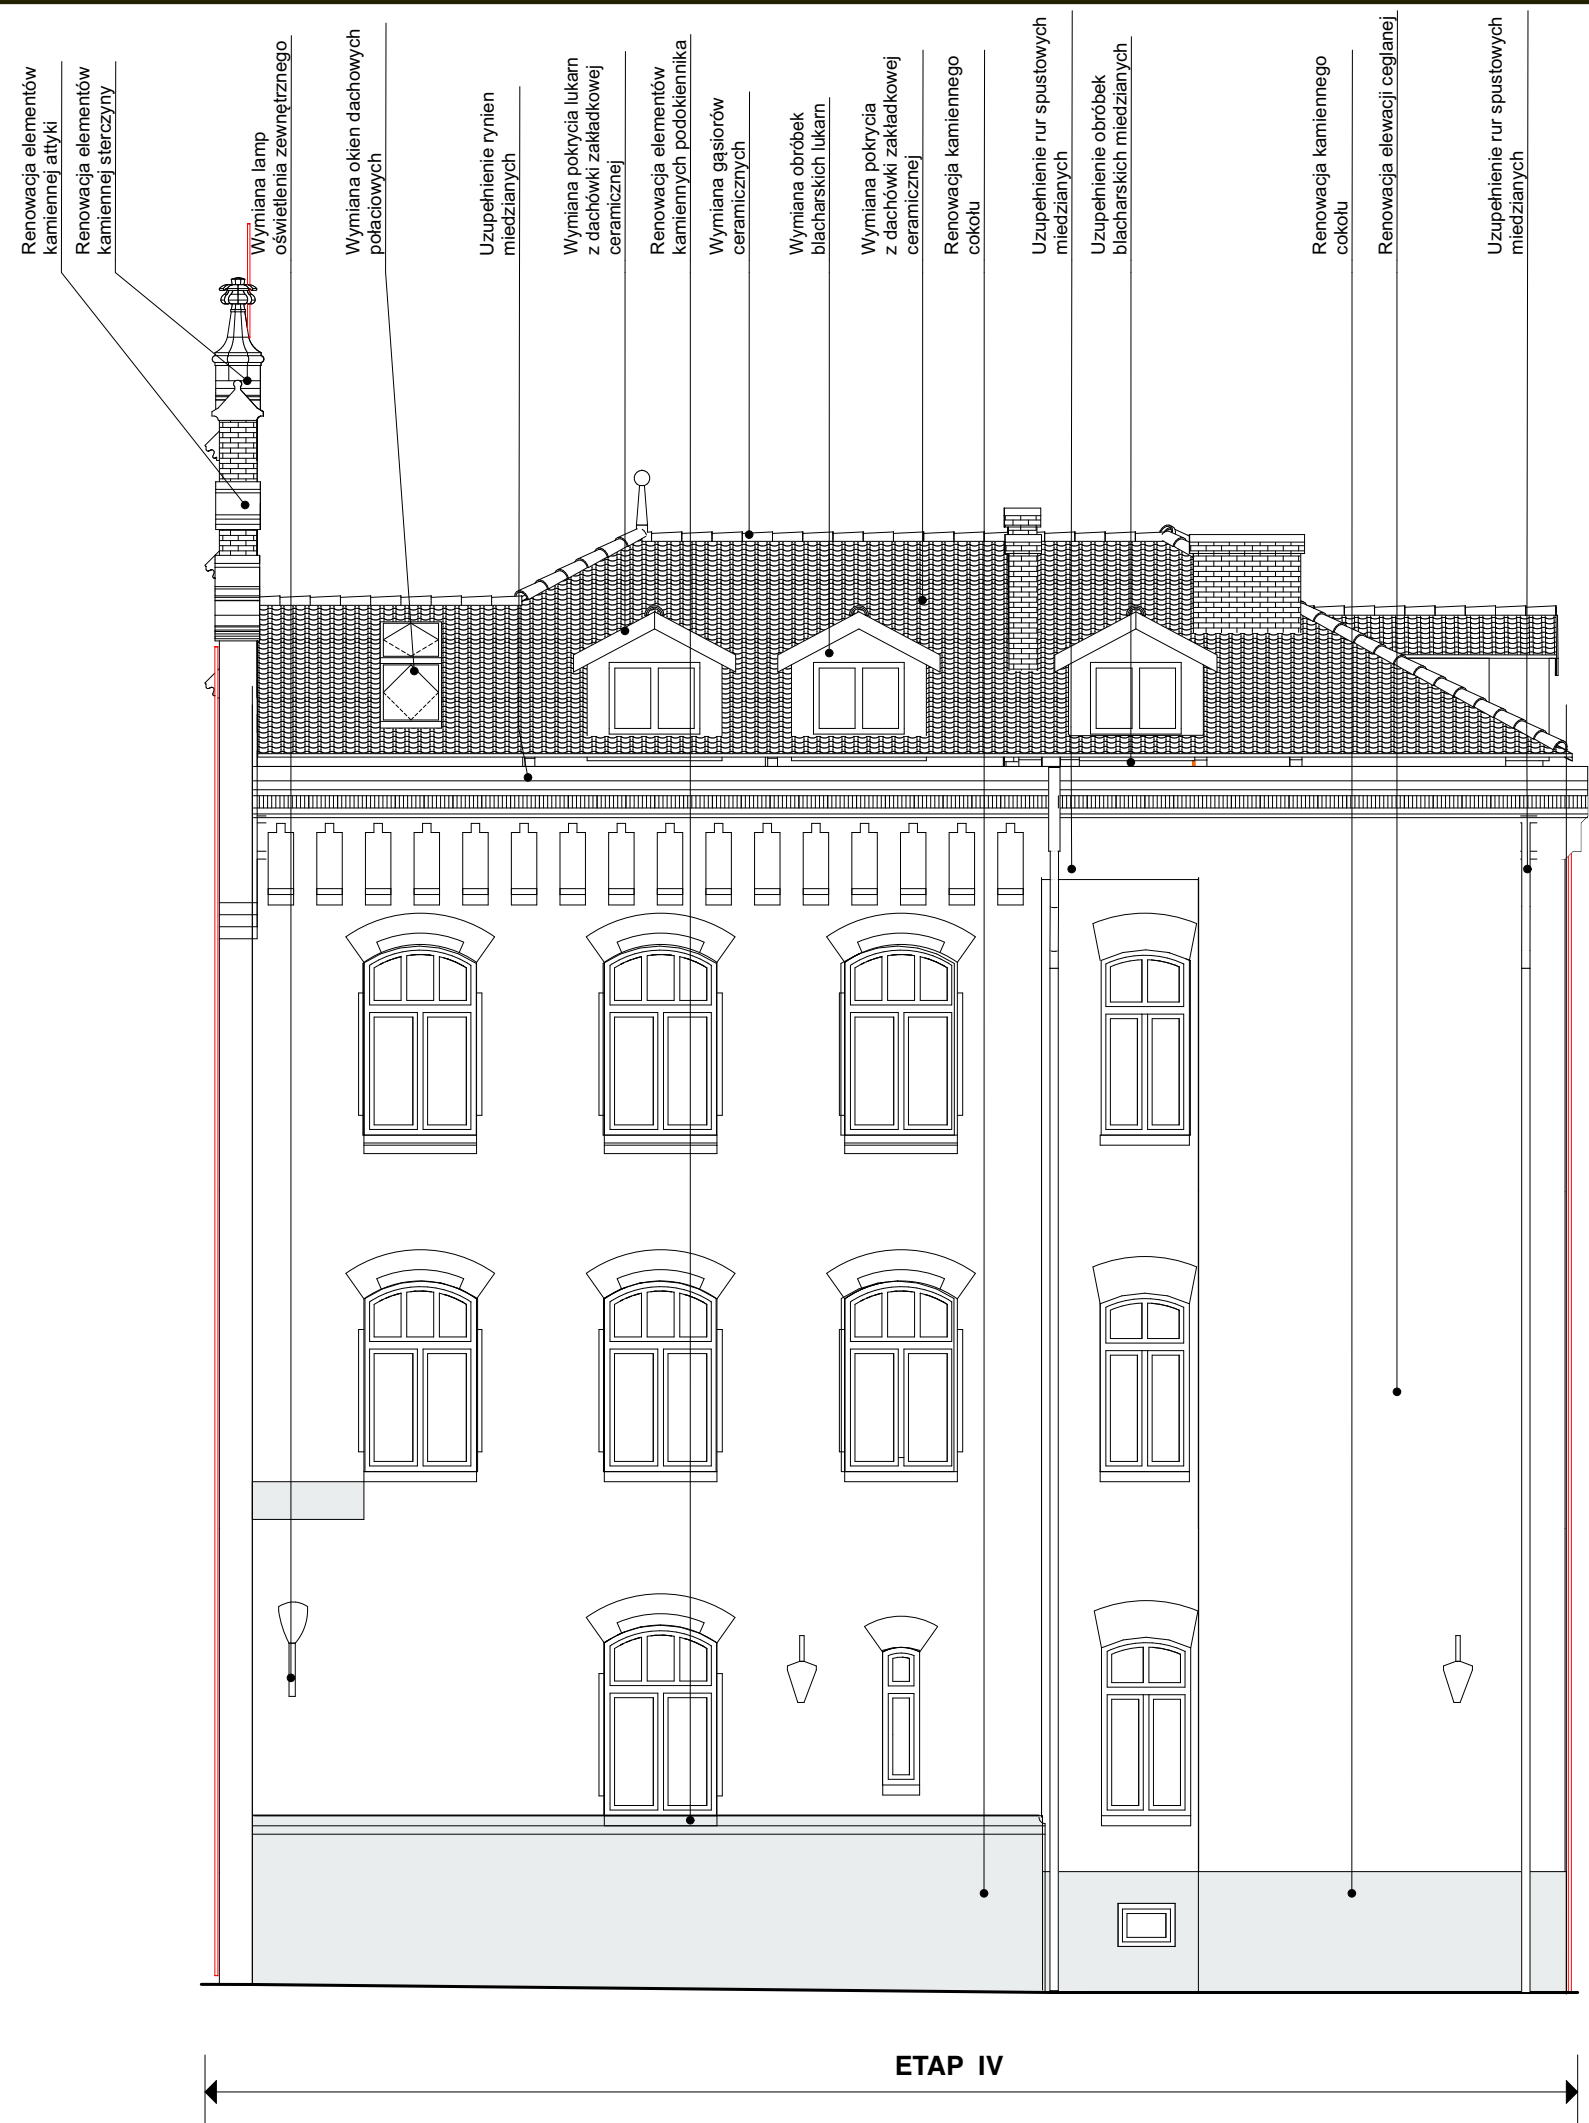 Renowacja elementów
kamiennej attyki
Renowacja elementów
kamiennej sterczyny
Wymiana lamp
oświetlenia zewnętrznego
Wymiana okien dachowych
połaciowych
Uzupełnienie rynien
miedzianych
Wymiana pokrycia lukarn
z dachówki zakładkowej
ceramicznej
Renowacja elementów
kamiennych podokiennika
Wymiana gąsiorów
ceramicznych
Wymiana obróbek
blacharskich lukarn
Wymiana pokrycia
z dachówki zakładkowej
ceramicznej
Renowacja kamiennego
cokołu
Uzupełnienie rur spustowych
miedzianych
Uzupełnienie obróbek
blacharskich miedzianych
Renowacja kamiennego
cokołu
Renowacja elewacji ceglanej
Uzupełnienie rur spustowych
miedzianych
ETAP IV